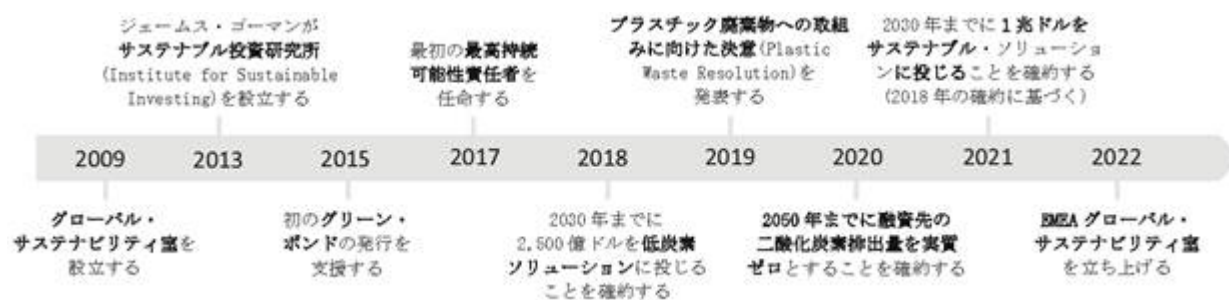 ジェームス・ゴーマンが
サステナブル投資研究所
(Institute for Sustainable
Investing)を設立する
最初の最高持続
可能性責任者を
任命する
プラスチック廃棄物への取組
みに向けた決意(Plastic
Waste Resolution)を
発表する
2030年までに1兆ドルを
サステナブル・ソリューショ
ンに投じることを確約する
(2018年の確約に基づく)
2009 2013 2015 2017 2018 2019 2020 2021 2022
グローバル・
サステナビリティ室を
設立する
初のグリーン・
ボンドの発行を
支援する
2030年までに
2,500億ドルを低炭素
ソリューションに投じる
ことを確約する
2050年までに融資先の
二酸化炭素排出量を実質
ゼロとすることを確約する
EMEAグローバル・
サステナビリティ室
を立ち上げる